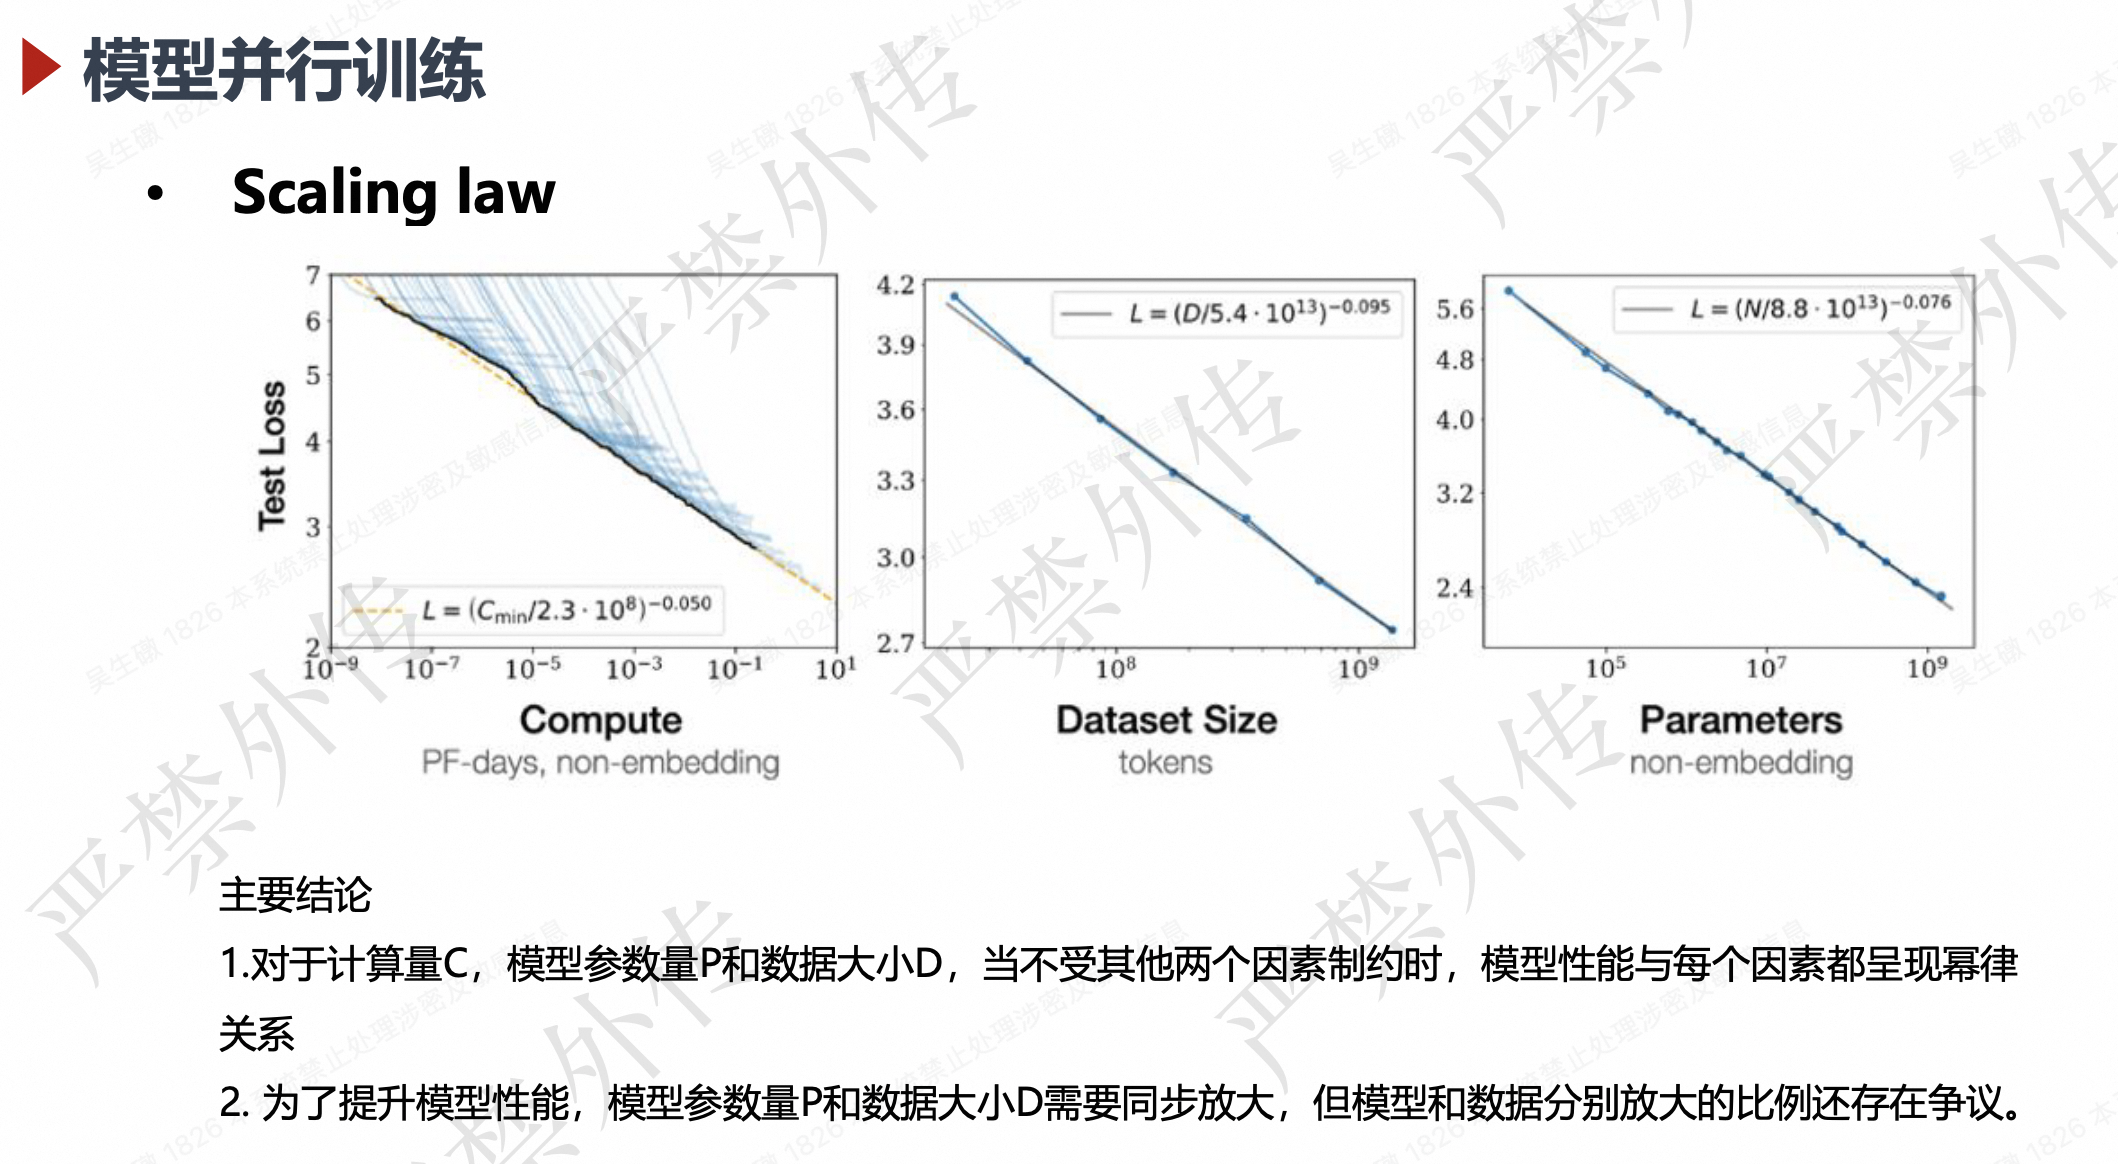 模型并行训练
• Scaling law
Test Loss
7
6
5
4
3
2
L = (C_min/2.3 · 10^8)^−0.050
10^−9 10^−7 10^−5 10^−3 10^−1 10^1
Compute
PF-days, non-embedding
4.2
3.9
3.6
3.3
3.0
2.7
L = (D/5.4 · 10^13)^−0.095
10^8 10^9
Dataset Size
tokens
5.6
4.8
4.0
3.2
2.4
L = (N/8.8 · 10^13)^−0.076
10^5 10^7 10^9
Parameters
non-embedding
主要结论
1.对于计算量C，模型参数量P和数据大小D，当不受其他两个因素制约时，模型性能与每个因素都呈现幂律
关系
2. 为了提升模型性能，模型参数量P和数据大小D需要同步放大，但模型和数据分别放大的比例还存在争议。
严禁外传
吴生礅 1826 本系统禁止处理涉密及敏感信息